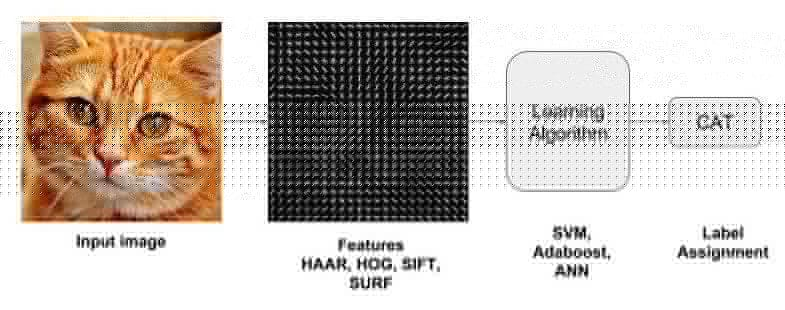 Learning
Algorithm
CAT
Input image
Features
HAAR, HOG, SIFT,
SURF
SVM,
Adaboost,
ANN
Label
Assignment